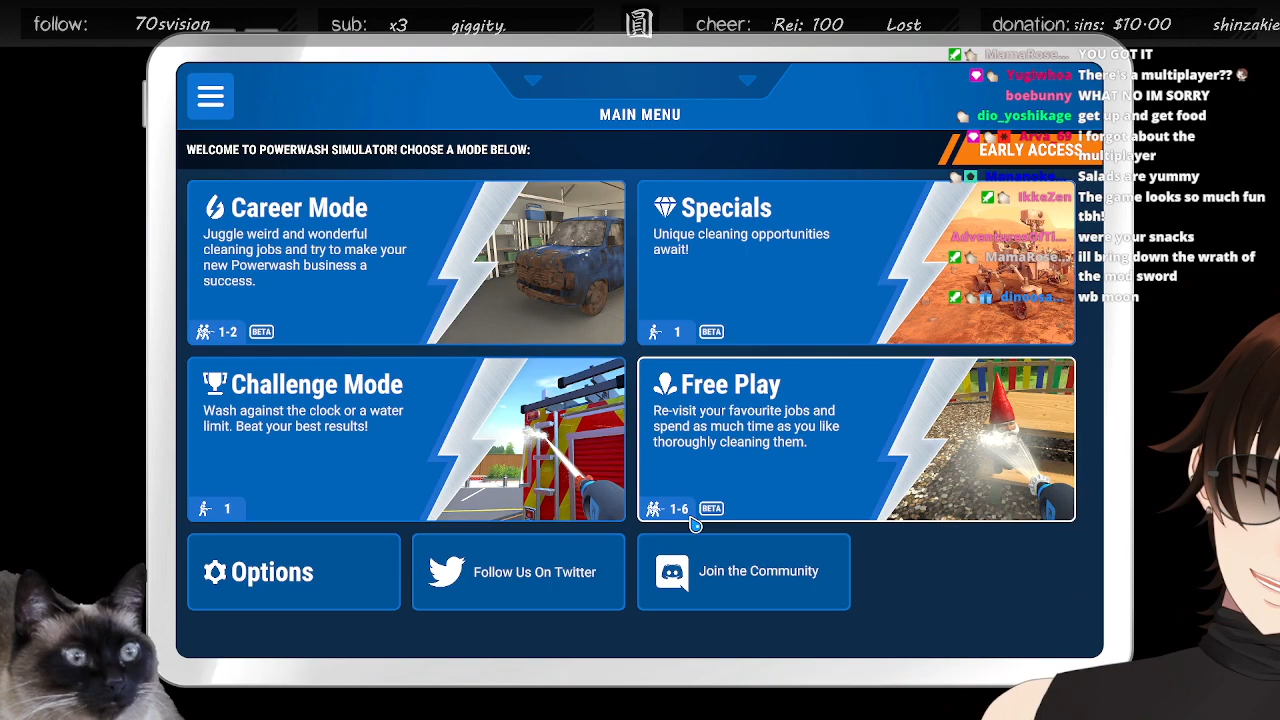 follow: 70svision
sub: x3 giggity.
圓
cheer: Rei: 100 Lost
donation: sins: $10.00 shinzakie
MAIN MENU
WELCOME TO POWERWASH SIMULATOR! CHOOSE A MODE BELOW:
EARLY ACCESS
Career Mode
Juggle weird and wonderful
cleaning jobs and try to make your
new Powerwash business a
success.
1-2 BETA
Specials
Unique cleaning opportunities
await!
1 BETA
Challenge Mode
Wash against the clock or a water
limit. Beat your best results!
1
Free Play
Re-visit your favourite jobs and
spend as much time as you like
thoroughly cleaning them.
1-6 BETA
Options
Follow Us On Twitter
Join the Community
MamaRose... YOU GOT IT
Yugiwhoa There's a multiplayer??
boebunny WHAT NO IM SORRY
dio_yoshikage get up and get food
Arva_69 i forgot about the
multiplayer
Salads are yummy
IkkeZen The game looks so much fun
tbh!
were your snacks
MamaRose... ill bring down the wrath of
the mod sword
dinoosa... wb moon